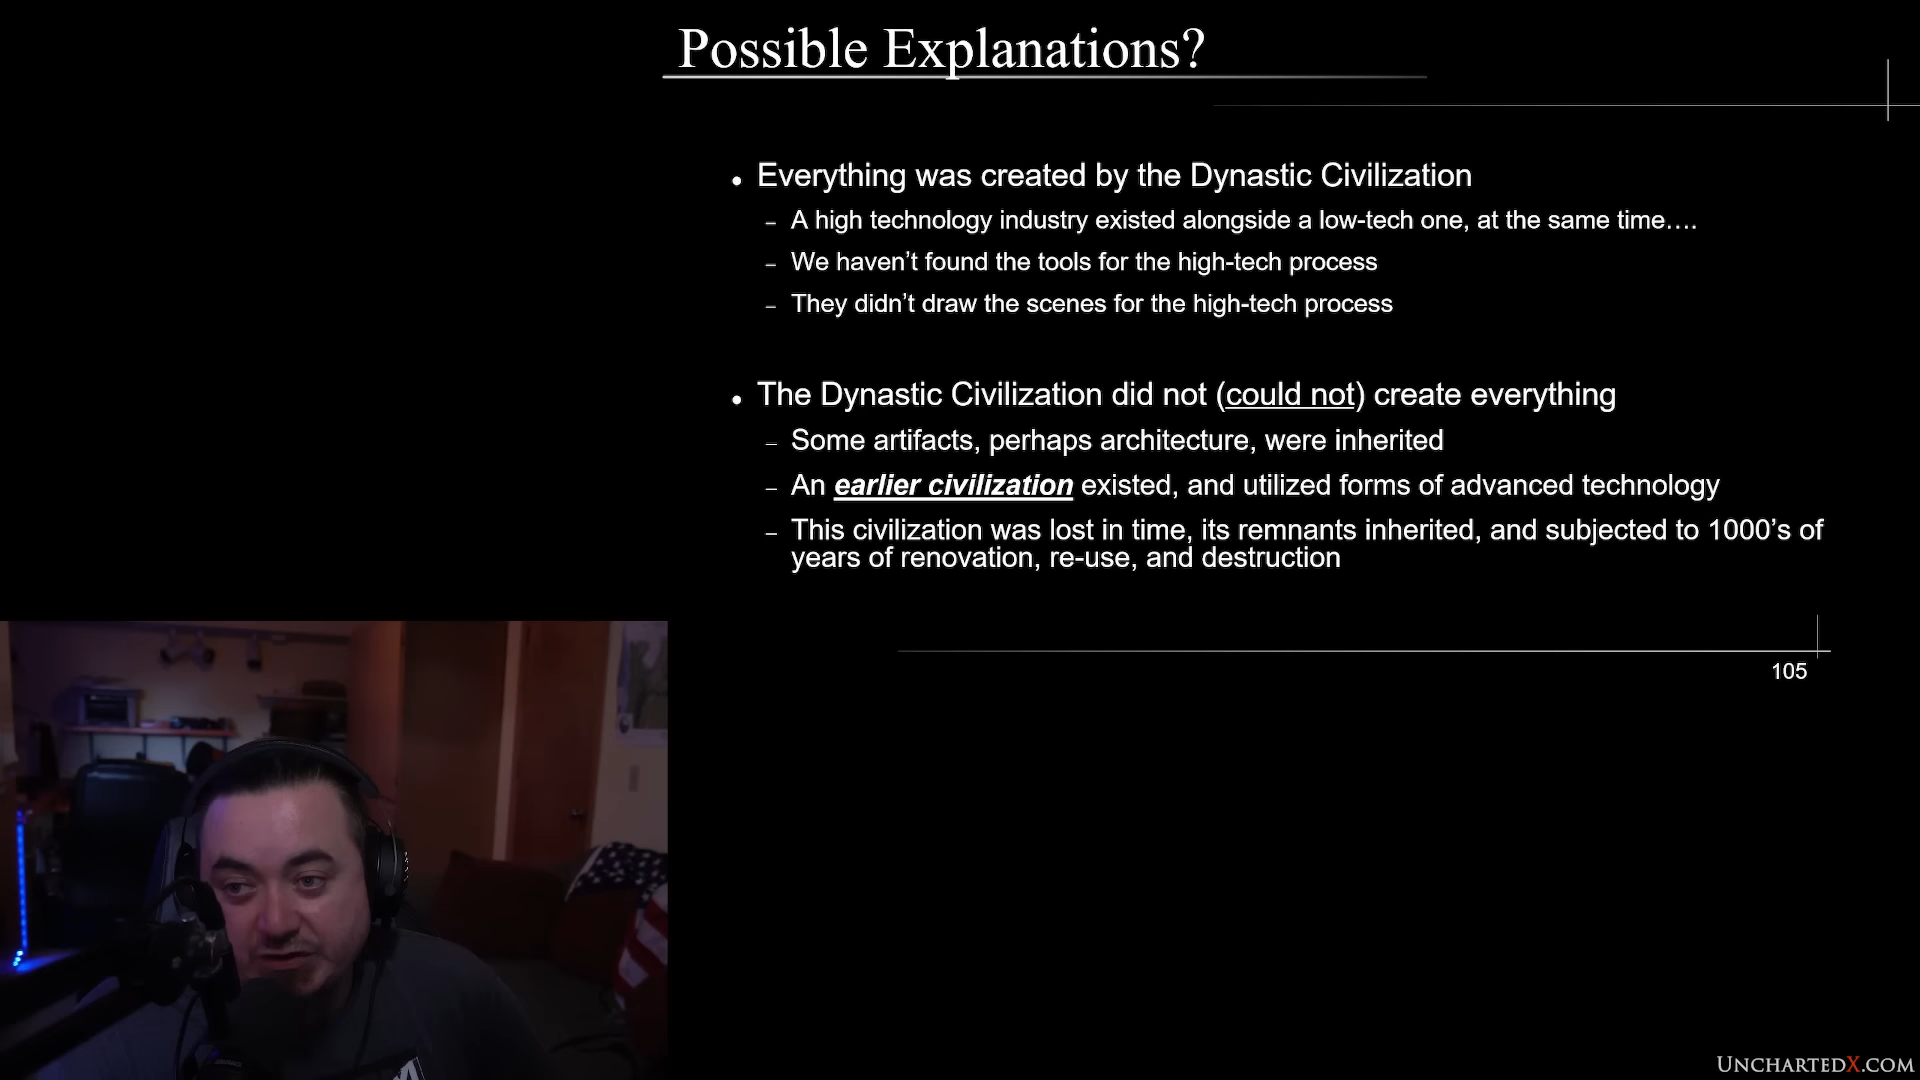 Possible Explanations?
• Everything was created by the Dynastic Civilization
– A high technology industry existed alongside a low-tech one, at the same time….
– We haven’t found the tools for the high-tech process
– They didn’t draw the scenes for the high-tech process
• The Dynastic Civilization did not (could not) create everything
– Some artifacts, perhaps architecture, were inherited
– An earlier civilization existed, and utilized forms of advanced technology
– This civilization was lost in time, its remnants inherited, and subjected to 1000’s of
years of renovation, re-use, and destruction
105
UNCHARTEDX.COM